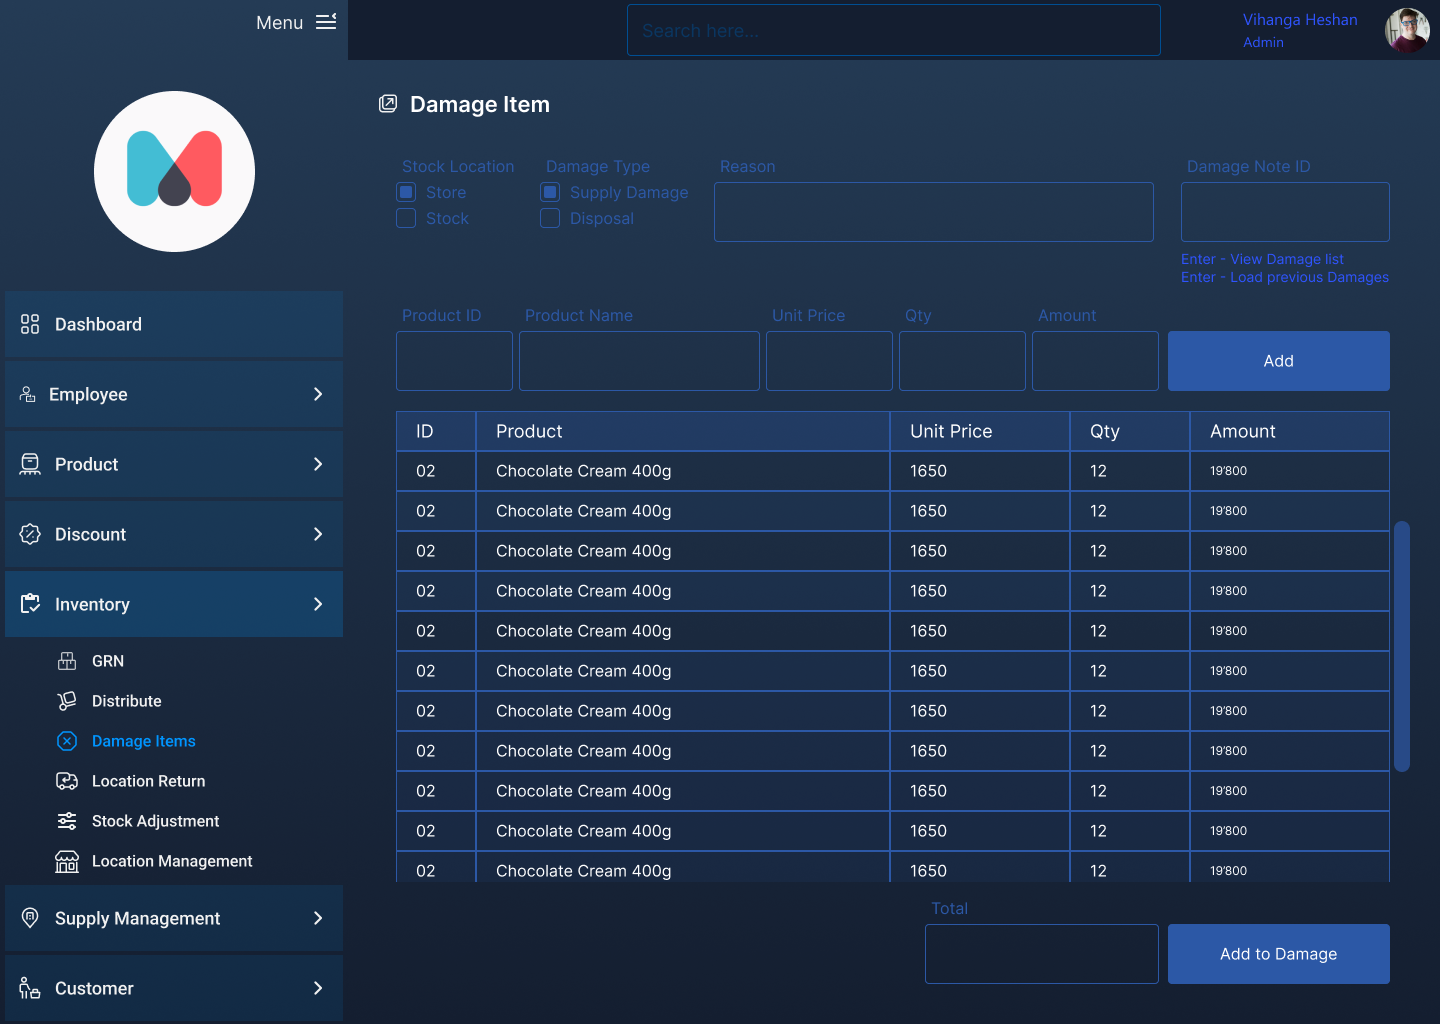 Menu
Search here...
Vihanga Heshan
Admin
Damage Item
Stock Location
Damage Type
Reason
Damage Note ID
Store
Supply Damage
Stock
Disposal
Enter - View Damage list
Enter - Load previous Damages
Dashboard
Employee
Product
Discount
Inventory
GRN
Distribute
Damage Items
Location Return
Stock Adjustment
Location Management
Supply Management
Customer
Product ID
Product Name
Unit Price
Qty
Amount
Add
ID Product Unit Price Qty Amount
02 Chocolate Cream 400g 1650 12 19'800
02 Chocolate Cream 400g 1650 12 19'800
02 Chocolate Cream 400g 1650 12 19'800
02 Chocolate Cream 400g 1650 12 19'800
02 Chocolate Cream 400g 1650 12 19'800
02 Chocolate Cream 400g 1650 12 19'800
02 Chocolate Cream 400g 1650 12 19'800
02 Chocolate Cream 400g 1650 12 19'800
02 Chocolate Cream 400g 1650 12 19'800
02 Chocolate Cream 400g 1650 12 19'800
02 Chocolate Cream 400g 1650 12 19'800
Total
Add to Damage